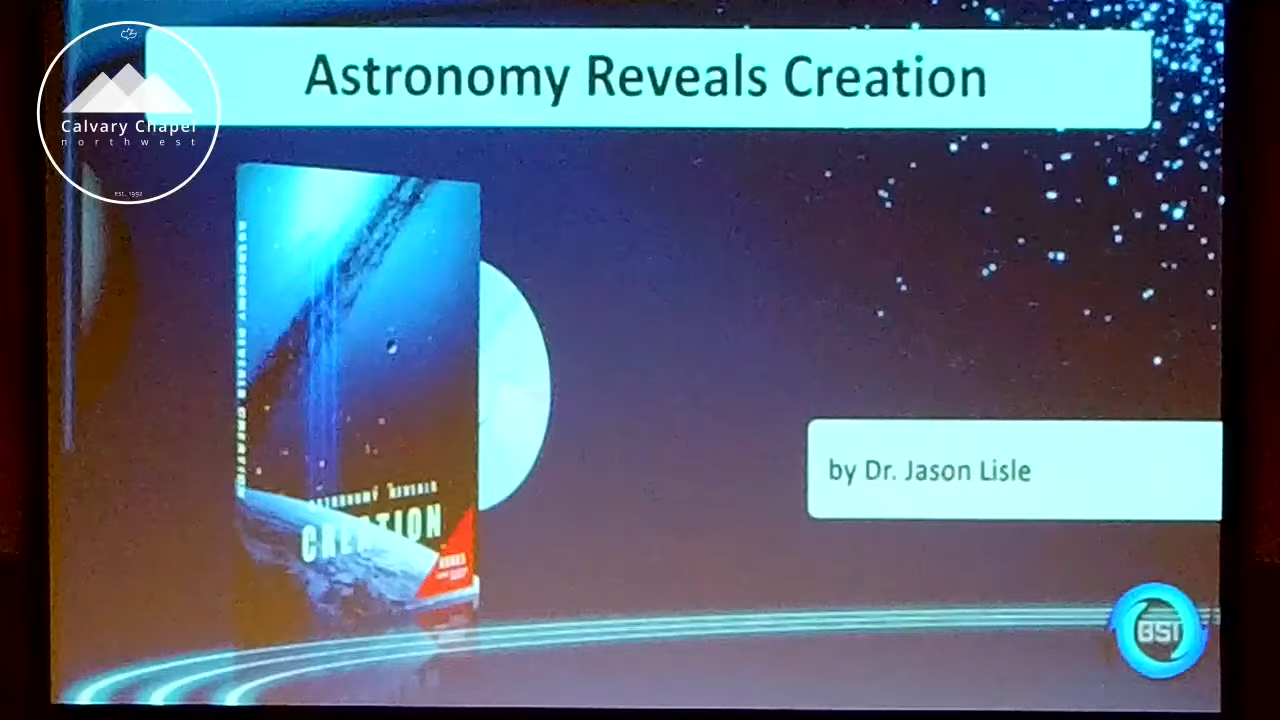 Astronomy Reveals Creation
Calvary Chapel
northwest
est. 1992
ASTRONOMY REVEALS CREATION
ASTRONOMY REVEALS
CREATION
by Dr. Jason Lisle
BSI